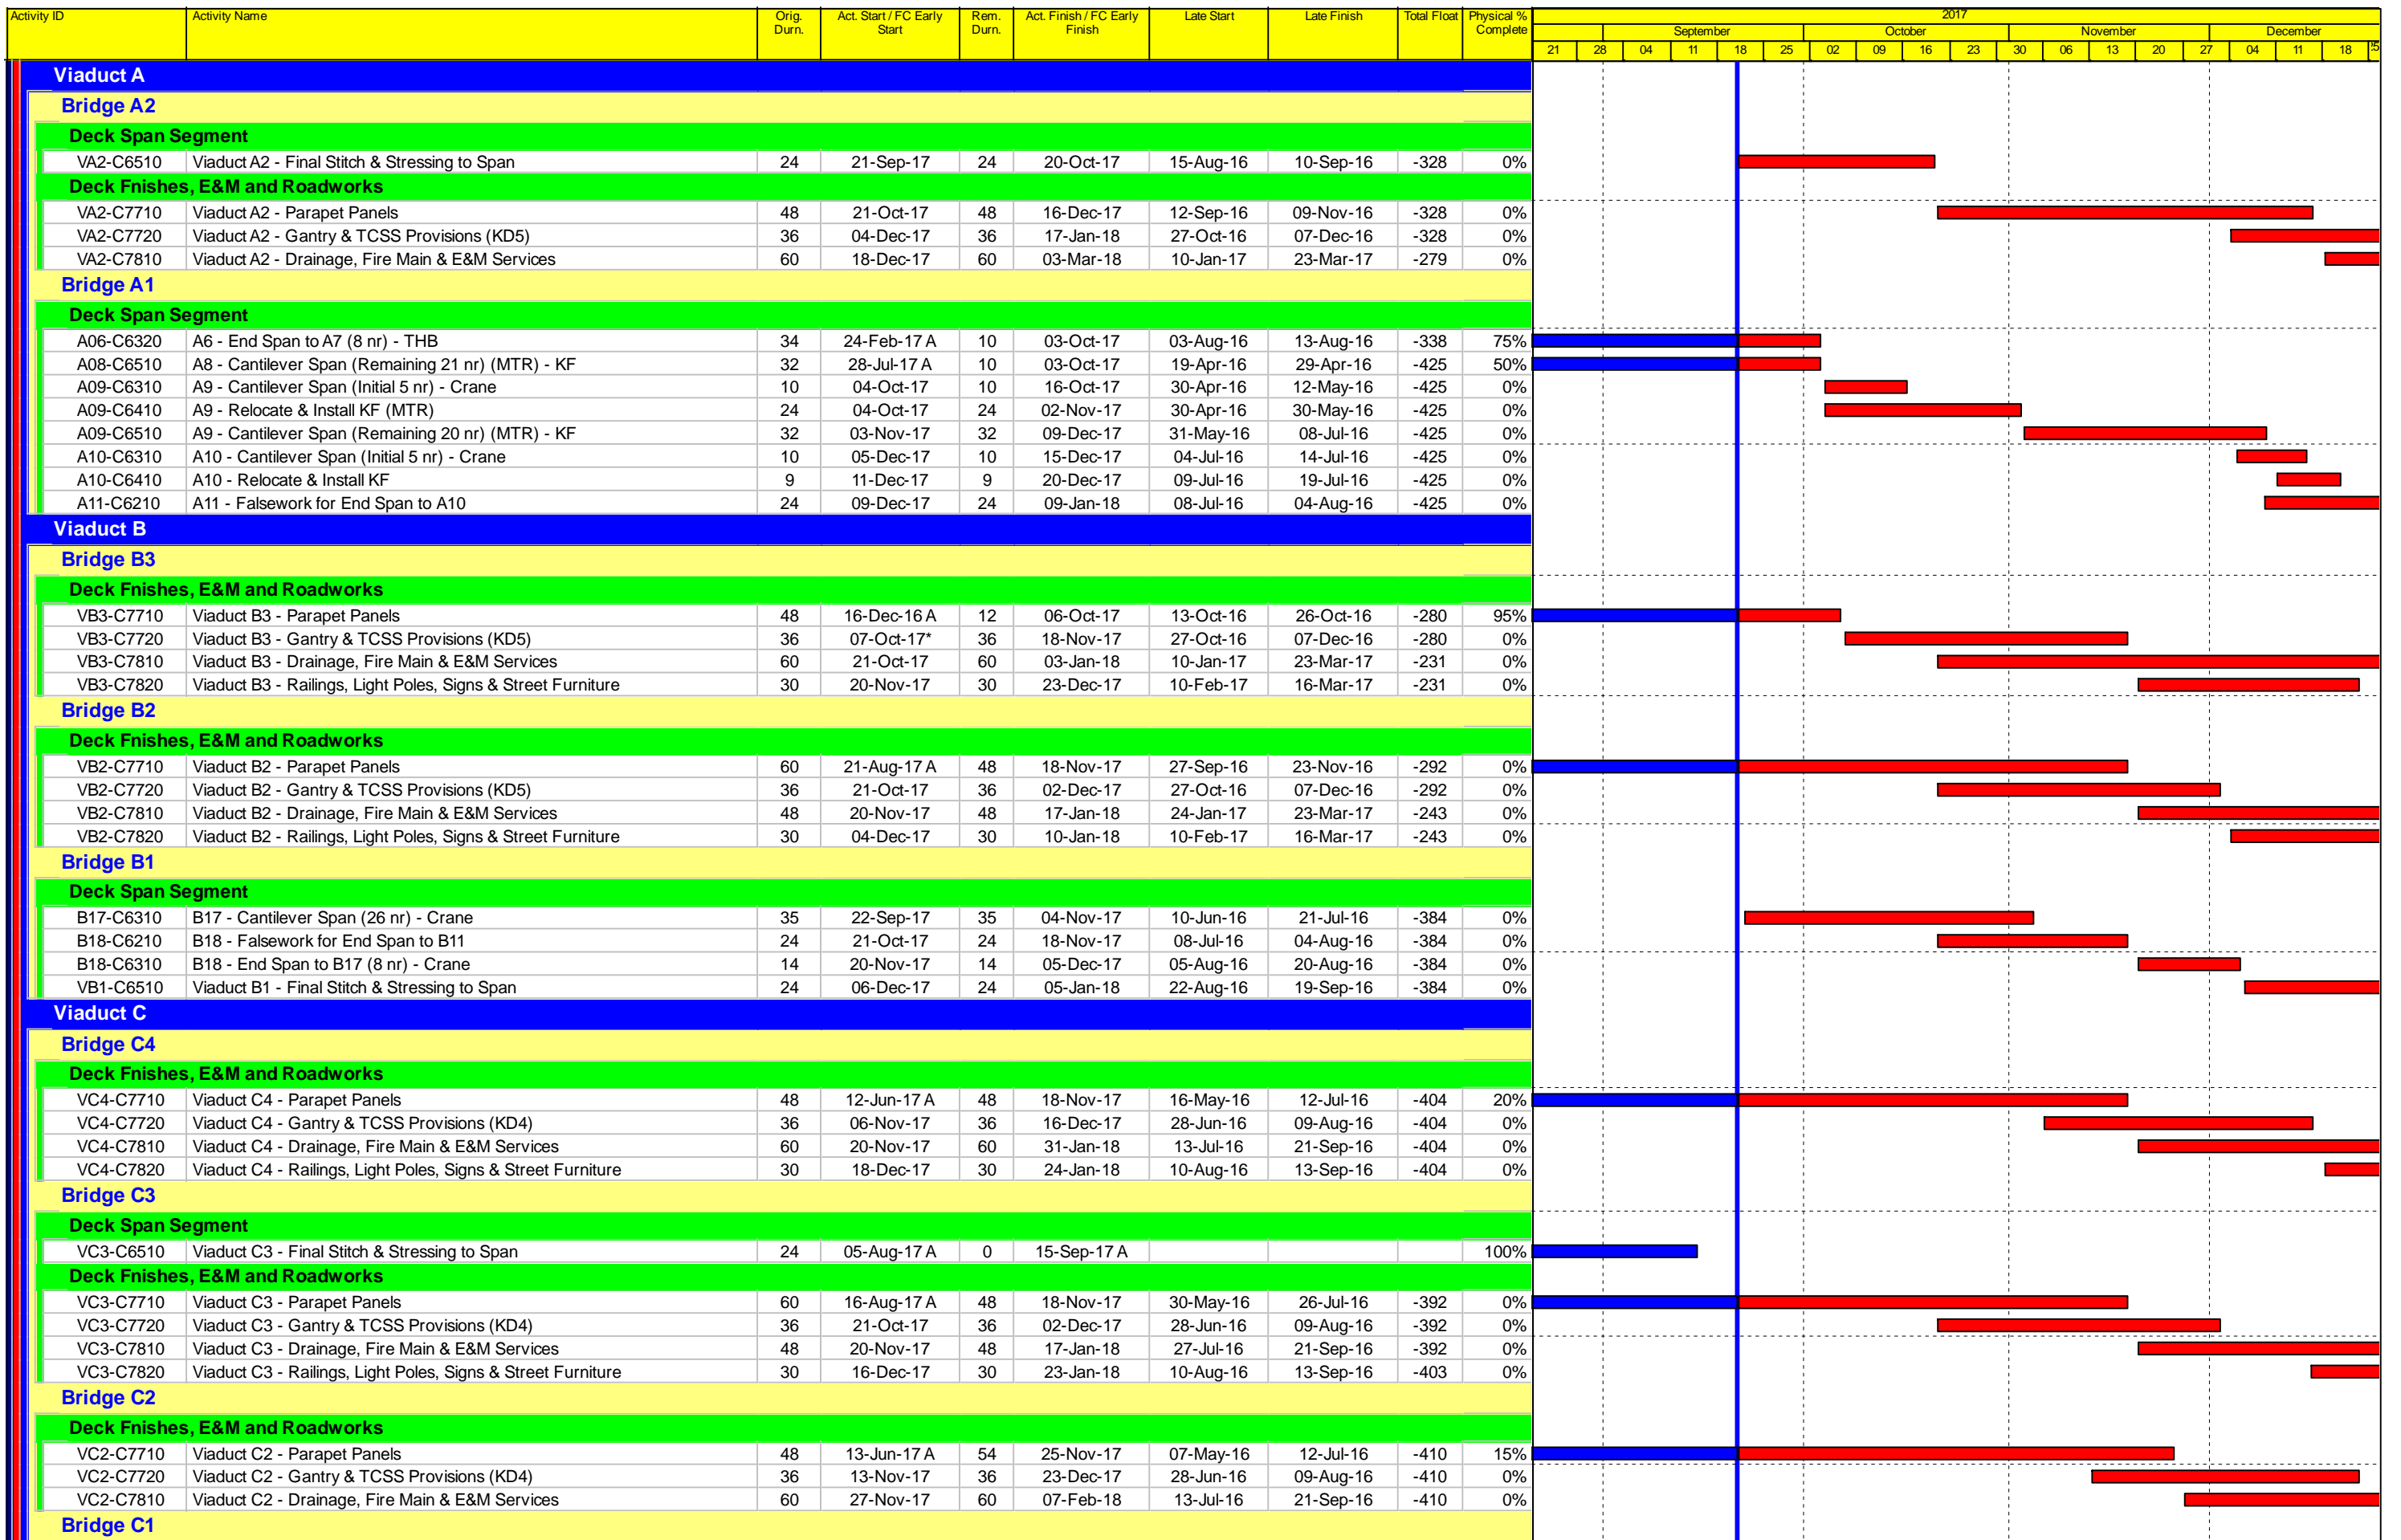 Activity ID Activity Name Orig. Durn. Act. Start / FC Early Start Rem. Durn. Act. Finish / FC Early Finish Late Start Late Finish Total Float Physical % Complete 2017
September October November December
21 28 04 11 18 25 02 09 16 23 30 06 13 20 27 04 11 18 25
Viaduct A
Bridge A2
Deck Span Segment
VA2-C6510 Viaduct A2 - Final Stitch & Stressing to Span 24 21-Sep-17 24 20-Oct-17 15-Aug-16 10-Sep-16 -328 0%
Deck Fnishes, E&M and Roadworks
VA2-C7710 Viaduct A2 - Parapet Panels 48 21-Oct-17 48 16-Dec-17 12-Sep-16 09-Nov-16 -328 0%
VA2-C7720 Viaduct A2 - Gantry & TCSS Provisions (KD5) 36 04-Dec-17 36 17-Jan-18 27-Oct-16 07-Dec-16 -328 0%
VA2-C7810 Viaduct A2 - Drainage, Fire Main & E&M Services 60 18-Dec-17 60 03-Mar-18 10-Jan-17 23-Mar-17 -279 0%
Bridge A1
Deck Span Segment
A06-C6320 A6 - End Span to A7 (8 nr) - THB 34 24-Feb-17 A 10 03-Oct-17 03-Aug-16 13-Aug-16 -338 75%
A08-C6510 A8 - Cantilever Span (Remaining 21 nr) (MTR) - KF 32 28-Jul-17 A 10 03-Oct-17 19-Apr-16 29-Apr-16 -425 50%
A09-C6310 A9 - Cantilever Span (Initial 5 nr) - Crane 10 04-Oct-17 10 16-Oct-17 30-Apr-16 12-May-16 -425 0%
A09-C6410 A9 - Relocate & Install KF (MTR) 24 04-Oct-17 24 02-Nov-17 30-Apr-16 30-May-16 -425 0%
A09-C6510 A9 - Cantilever Span (Remaining 20 nr) (MTR) - KF 32 03-Nov-17 32 09-Dec-17 31-May-16 08-Jul-16 -425 0%
A10-C6310 A10 - Cantilever Span (Initial 5 nr) - Crane 10 05-Dec-17 10 15-Dec-17 04-Jul-16 14-Jul-16 -425 0%
A10-C6410 A10 - Relocate & Install KF 9 11-Dec-17 9 20-Dec-17 09-Jul-16 19-Jul-16 -425 0%
A11-C6210 A11 - Falsework for End Span to A10 24 09-Dec-17 24 09-Jan-18 08-Jul-16 04-Aug-16 -425 0%
Viaduct B
Bridge B3
Deck Fnishes, E&M and Roadworks
VB3-C7710 Viaduct B3 - Parapet Panels 48 16-Dec-16 A 12 06-Oct-17 13-Oct-16 26-Oct-16 -280 95%
VB3-C7720 Viaduct B3 - Gantry & TCSS Provisions (KD5) 36 07-Oct-17* 36 18-Nov-17 27-Oct-16 07-Dec-16 -280 0%
VB3-C7810 Viaduct B3 - Drainage, Fire Main & E&M Services 60 21-Oct-17 60 03-Jan-18 10-Jan-17 23-Mar-17 -231 0%
VB3-C7820 Viaduct B3 - Railings, Light Poles, Signs & Street Furniture 30 20-Nov-17 30 23-Dec-17 10-Feb-17 16-Mar-17 -231 0%
Bridge B2
Deck Fnishes, E&M and Roadworks
VB2-C7710 Viaduct B2 - Parapet Panels 60 21-Aug-17 A 48 18-Nov-17 27-Sep-16 23-Nov-16 -292 0%
VB2-C7720 Viaduct B2 - Gantry & TCSS Provisions (KD5) 36 21-Oct-17 36 02-Dec-17 27-Oct-16 07-Dec-16 -292 0%
VB2-C7810 Viaduct B2 - Drainage, Fire Main & E&M Services 48 20-Nov-17 48 17-Jan-18 24-Jan-17 23-Mar-17 -243 0%
VB2-C7820 Viaduct B2 - Railings, Light Poles, Signs & Street Furniture 30 04-Dec-17 30 10-Jan-18 10-Feb-17 16-Mar-17 -243 0%
Bridge B1
Deck Span Segment
B17-C6310 B17 - Cantilever Span (26 nr) - Crane 35 22-Sep-17 35 04-Nov-17 10-Jun-16 21-Jul-16 -384 0%
B18-C6210 B18 - Falsework for End Span to B11 24 21-Oct-17 24 18-Nov-17 08-Jul-16 04-Aug-16 -384 0%
B18-C6310 B18 - End Span to B17 (8 nr) - Crane 14 20-Nov-17 14 05-Dec-17 05-Aug-16 20-Aug-16 -384 0%
VB1-C6510 Viaduct B1 - Final Stitch & Stressing to Span 24 06-Dec-17 24 05-Jan-18 22-Aug-16 19-Sep-16 -384 0%
Viaduct C
Bridge C4
Deck Fnishes, E&M and Roadworks
VC4-C7710 Viaduct C4 - Parapet Panels 48 12-Jun-17 A 48 18-Nov-17 16-May-16 12-Jul-16 -404 20%
VC4-C7720 Viaduct C4 - Gantry & TCSS Provisions (KD4) 36 06-Nov-17 36 16-Dec-17 28-Jun-16 09-Aug-16 -404 0%
VC4-C7810 Viaduct C4 - Drainage, Fire Main & E&M Services 60 20-Nov-17 60 31-Jan-18 13-Jul-16 21-Sep-16 -404 0%
VC4-C7820 Viaduct C4 - Railings, Light Poles, Signs & Street Furniture 30 18-Dec-17 30 24-Jan-18 10-Aug-16 13-Sep-16 -404 0%
Bridge C3
Deck Span Segment
VC3-C6510 Viaduct C3 - Final Stitch & Stressing to Span 24 05-Aug-17 A 0 15-Sep-17 A 100%
Deck Fnishes, E&M and Roadworks
VC3-C7710 Viaduct C3 - Parapet Panels 60 16-Aug-17 A 48 18-Nov-17 30-May-16 26-Jul-16 -392 0%
VC3-C7720 Viaduct C3 - Gantry & TCSS Provisions (KD4) 36 21-Oct-17 36 02-Dec-17 28-Jun-16 09-Aug-16 -392 0%
VC3-C7810 Viaduct C3 - Drainage, Fire Main & E&M Services 48 20-Nov-17 48 17-Jan-18 27-Jul-16 21-Sep-16 -392 0%
VC3-C7820 Viaduct C3 - Railings, Light Poles, Signs & Street Furniture 30 16-Dec-17 30 23-Jan-18 10-Aug-16 13-Sep-16 -403 0%
Bridge C2
Deck Fnishes, E&M and Roadworks
VC2-C7710 Viaduct C2 - Parapet Panels 48 13-Jun-17 A 54 25-Nov-17 07-May-16 12-Jul-16 -410 15%
VC2-C7720 Viaduct C2 - Gantry & TCSS Provisions (KD4) 36 13-Nov-17 36 23-Dec-17 28-Jun-16 09-Aug-16 -410 0%
VC2-C7810 Viaduct C2 - Drainage, Fire Main & E&M Services 60 27-Nov-17 60 07-Feb-18 13-Jul-16 21-Sep-16 -410 0%
Bridge C1